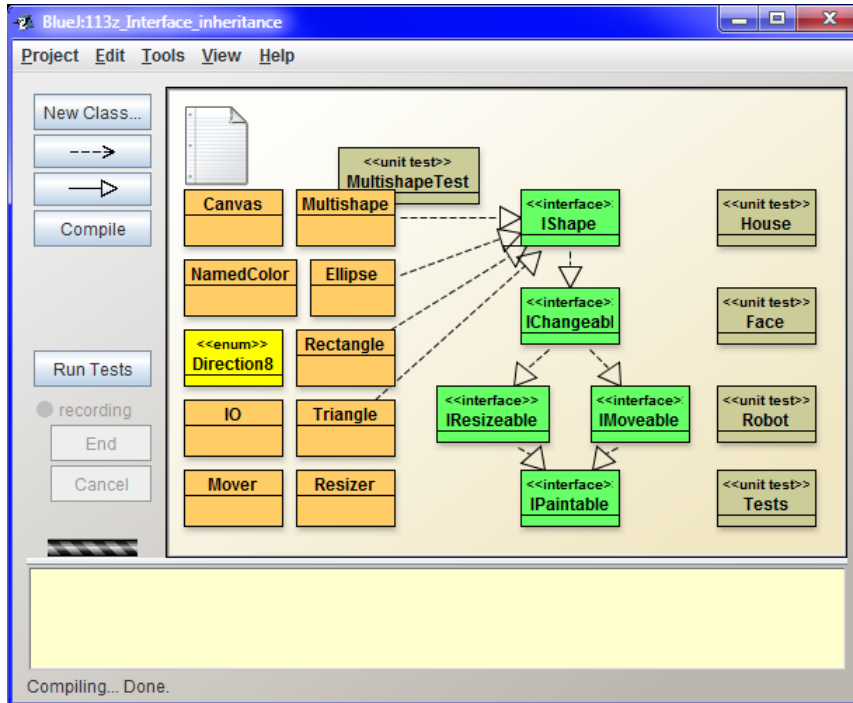 BlueJ:113z_Interface_inheritance
Project Edit Tools View Help
New Class...
Compile
Run Tests
recording
End
Cancel
<<unit test>>
MultishapeTest
Canvas
Multishape
<<interface>:
IShape
<<unit test>>
House
NamedColor
Ellipse
<<interface>:
IChangeabl
<<unit test>>
Face
<<enum>>
Direction8
Rectangle
<<interface>>
IResizeable
<<interface>:
IMoveable
<<unit test>>
Robot
IO
Triangle
Mover
Resizer
<<interface>:
IPaintable
<<unit test>>
Tests
Compiling... Done.